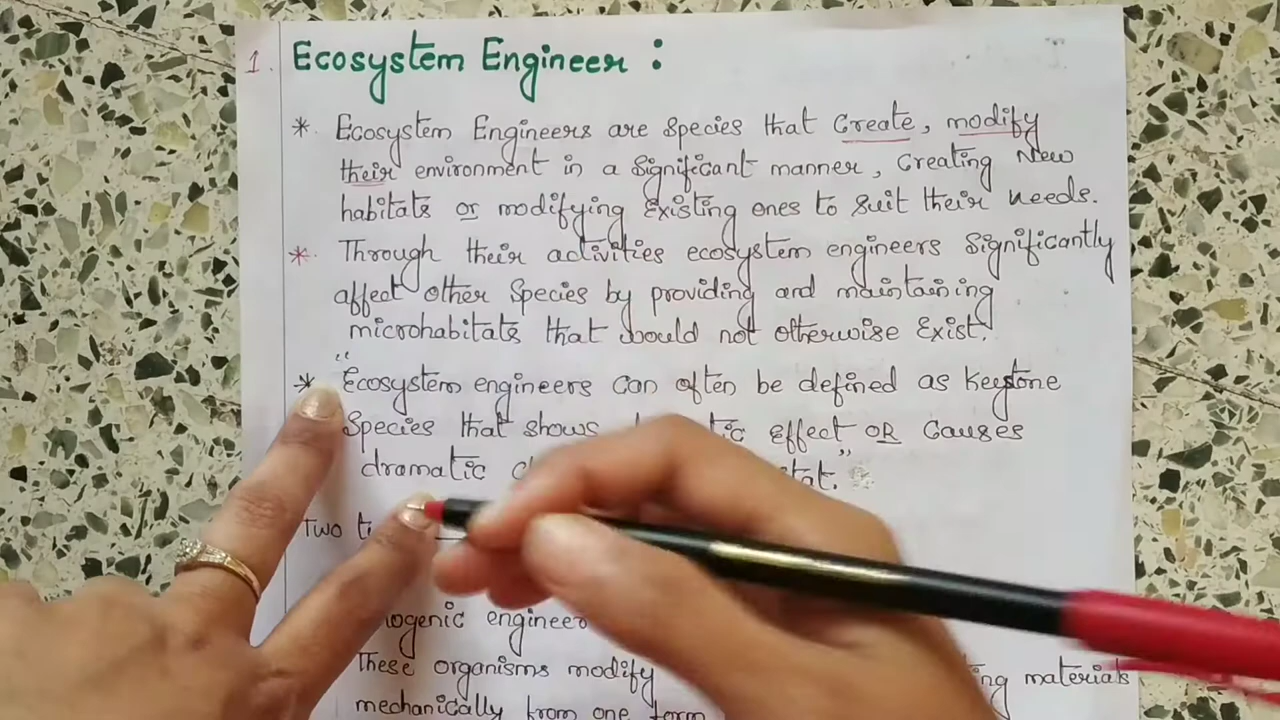 1. Ecosystem Engineer :
* Ecosystem Engineers are Species that Create, modify
their environment in a Significant manner, Creating New
habitats or modifying Existing ones to Suit their needs.
* Through their activities ecosystem engineers Significantly
affect other Species by providing and maintaining
microhabitats that would not otherwise Exist.
* "Ecosystem engineers Can often be defined as Keystone
Species that shows effect" OR Causes
dramatic
Two
engineer
These organisms modify materials
mechanically from one form